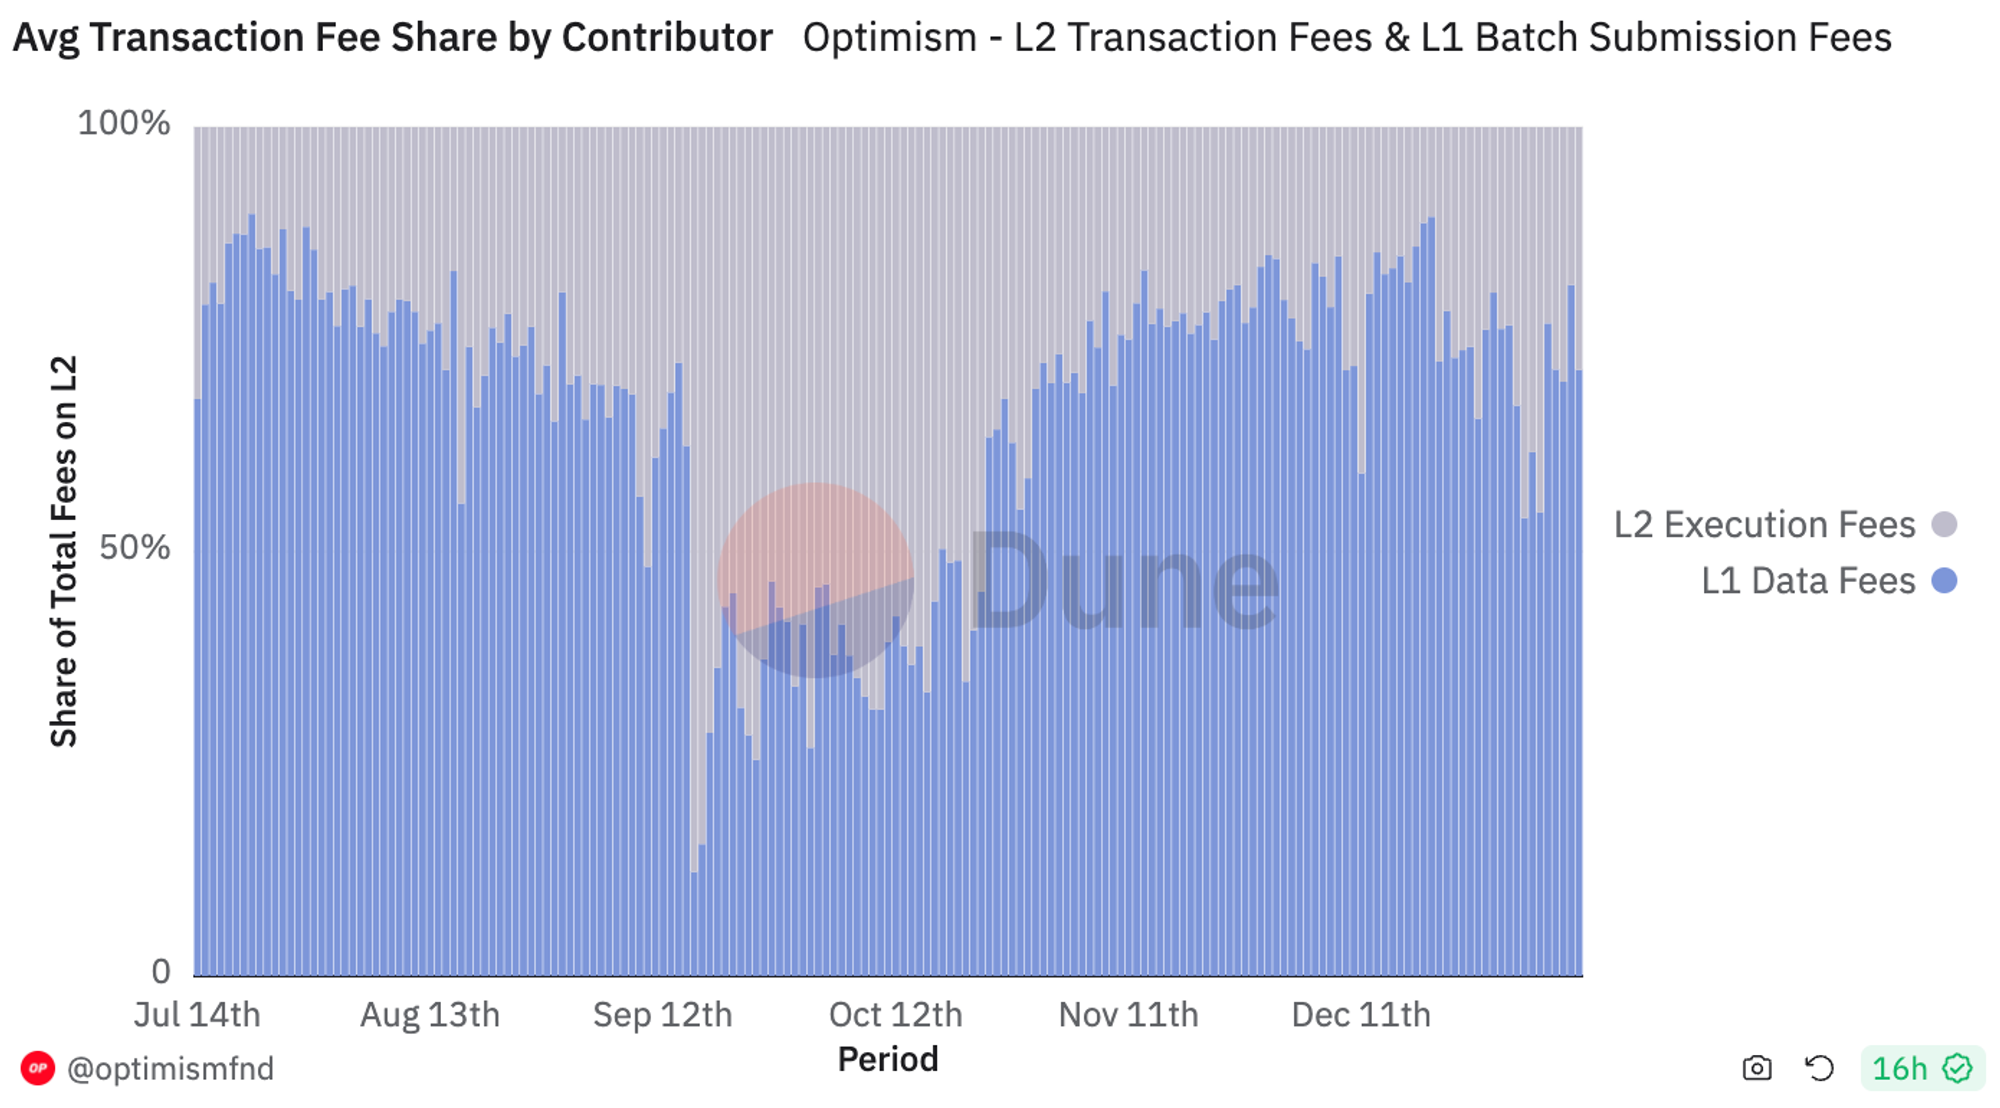 Avg Transaction Fee Share by Contributor Optimism - L2 Transaction Fees & L1 Batch Submission Fees
100%
50%
0
Share of Total Fees on L2
Dune
L2 Execution Fees
L1 Data Fees
Jul 14th Aug 13th Sep 12th Oct 12th Nov 11th Dec 11th
Period
OP @optimismfnd
16h